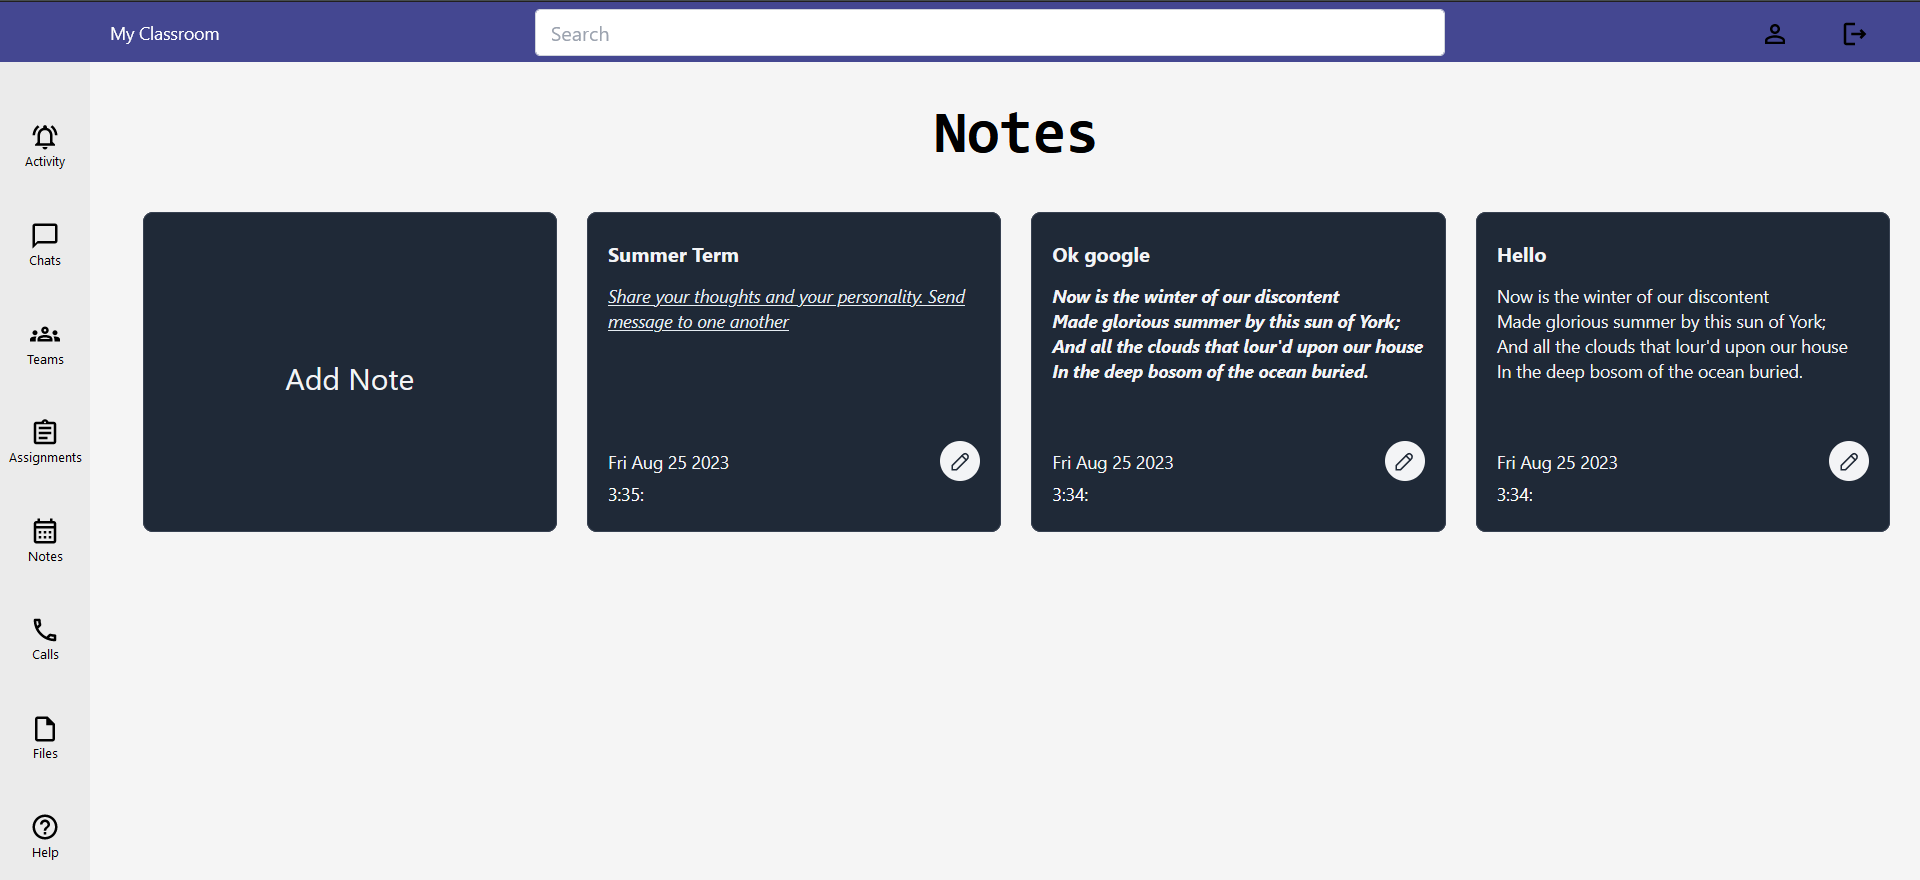 My Classroom
Search
Activity
Chats
Teams
Assignments
Notes
Calls
Files
Help
Notes
Add Note
Summer Term
Share your thoughts and your personality. Send
message to one another
Fri Aug 25 2023
3:35:
Ok google
Now is the winter of our discontent
Made glorious summer by this sun of York;
And all the clouds that lour'd upon our house
In the deep bosom of the ocean buried.
Fri Aug 25 2023
3:34:
Hello
Now is the winter of our discontent
Made glorious summer by this sun of York;
And all the clouds that lour'd upon our house
In the deep bosom of the ocean buried.
Fri Aug 25 2023
3:34: